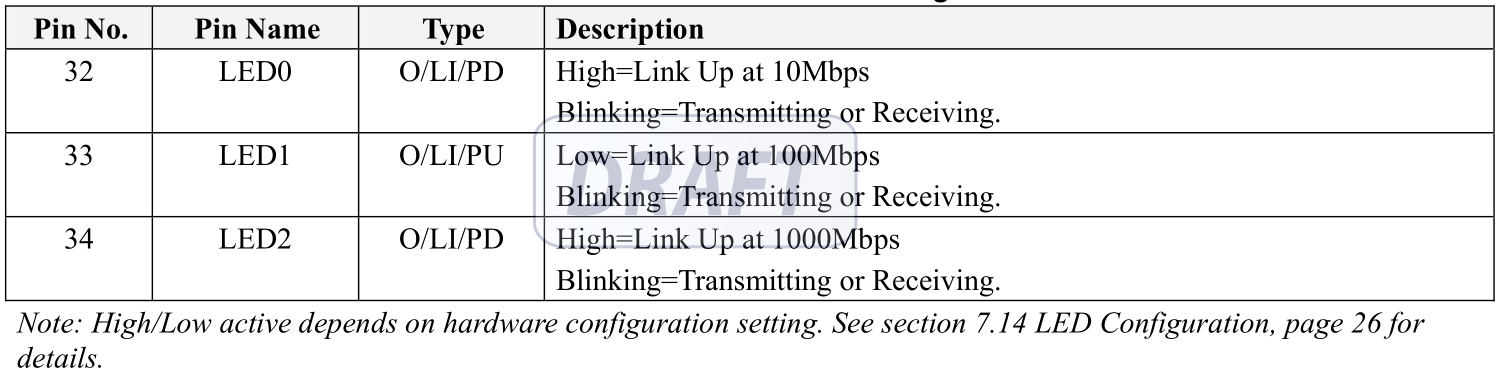 Pin No. Pin Name Type Description
32 LED0 O/LI/PD High=Link Up at 10Mbps
Blinking=Transmitting or Receiving.
33 LED1 O/LI/PU Low=Link Up at 100Mbps
Blinking=Transmitting or Receiving.
DRAFT
34 LED2 O/LI/PD High=Link Up at 1000Mbps
Blinking=Transmitting or Receiving.
Note: High/Low active depends on hardware configuration setting. See section 7.14 LED Configuration, page 26 for
details.